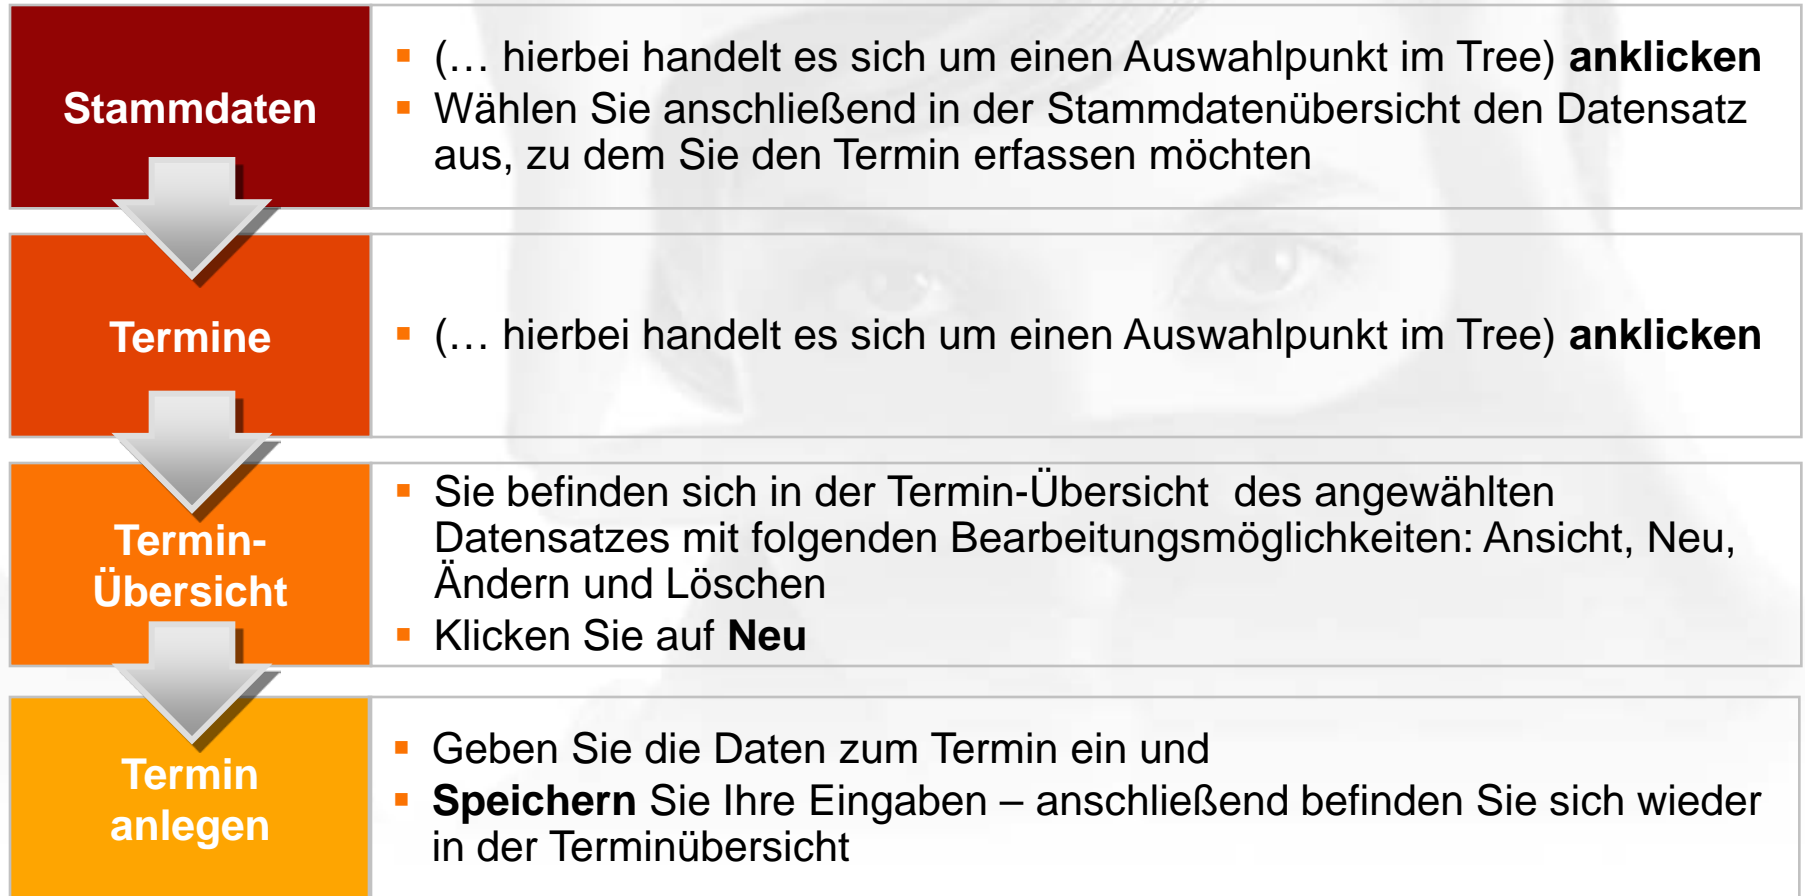 Stammdaten
▪ (… hierbei handelt es sich um einen Auswahlpunkt im Tree) anklicken
▪ Wählen Sie anschließend in der Stammdatenübersicht den Datensatz
aus, zu dem Sie den Termin erfassen möchten
Termine
▪ (… hierbei handelt es sich um einen Auswahlpunkt im Tree) anklicken
Termin-
Übersicht
▪ Sie befinden sich in der Termin-Übersicht  des angewählten
Datensatzes mit folgenden Bearbeitungsmöglichkeiten: Ansicht, Neu,
Ändern und Löschen
▪ Klicken Sie auf Neu
Termin
anlegen
▪ Geben Sie die Daten zum Termin ein und
▪ Speichern Sie Ihre Eingaben – anschließend befinden Sie sich wieder
in der Terminübersicht